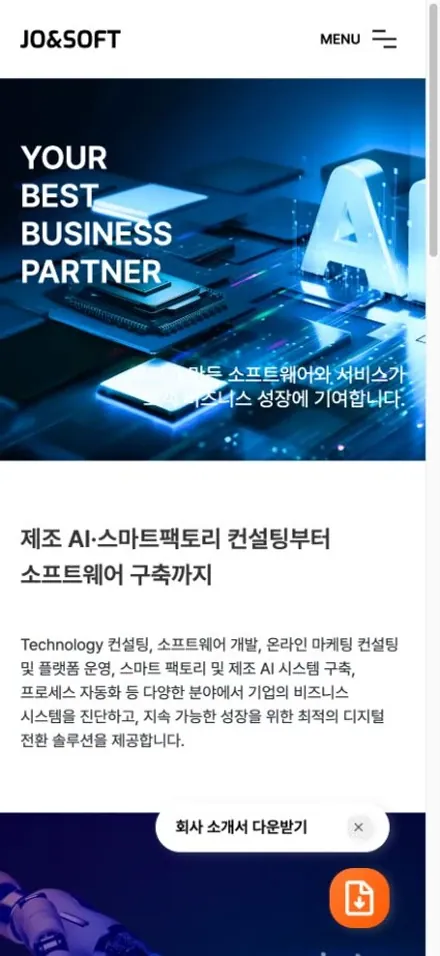 JO&SOFT
MENU
YOUR
BEST
BUSINESS
PARTNER
AI
만든 소프트웨어와 서비스가
비즈니스 성장에 기여합니다.
제조 AI·스마트팩토리 컨설팅부터
소프트웨어 구축까지
Technology 컨설팅, 소프트웨어 개발, 온라인 마케팅 컨설팅
및 플랫폼 운영, 스마트 팩토리 및 제조 AI 시스템 구축,
프로세스 자동화 등 다양한 분야에서 기업의 비즈니스
시스템을 진단하고, 지속 가능한 성장을 위한 최적의 디지털
전환 솔루션을 제공합니다.
회사 소개서 다운받기